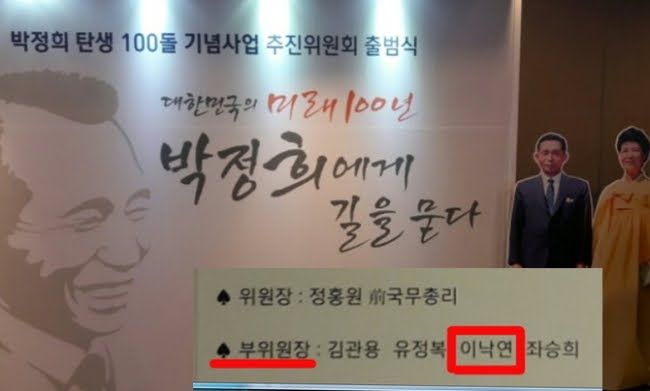 박정희 탄생 100돌 기념사업 추진위원회 출범식
대한민국의 미래 100년
박정희에게
길을 묻다
♠ 위원장 : 정홍원 前국무총리
♠ 부위원장 : 김관용 유정복 이낙연 좌승희